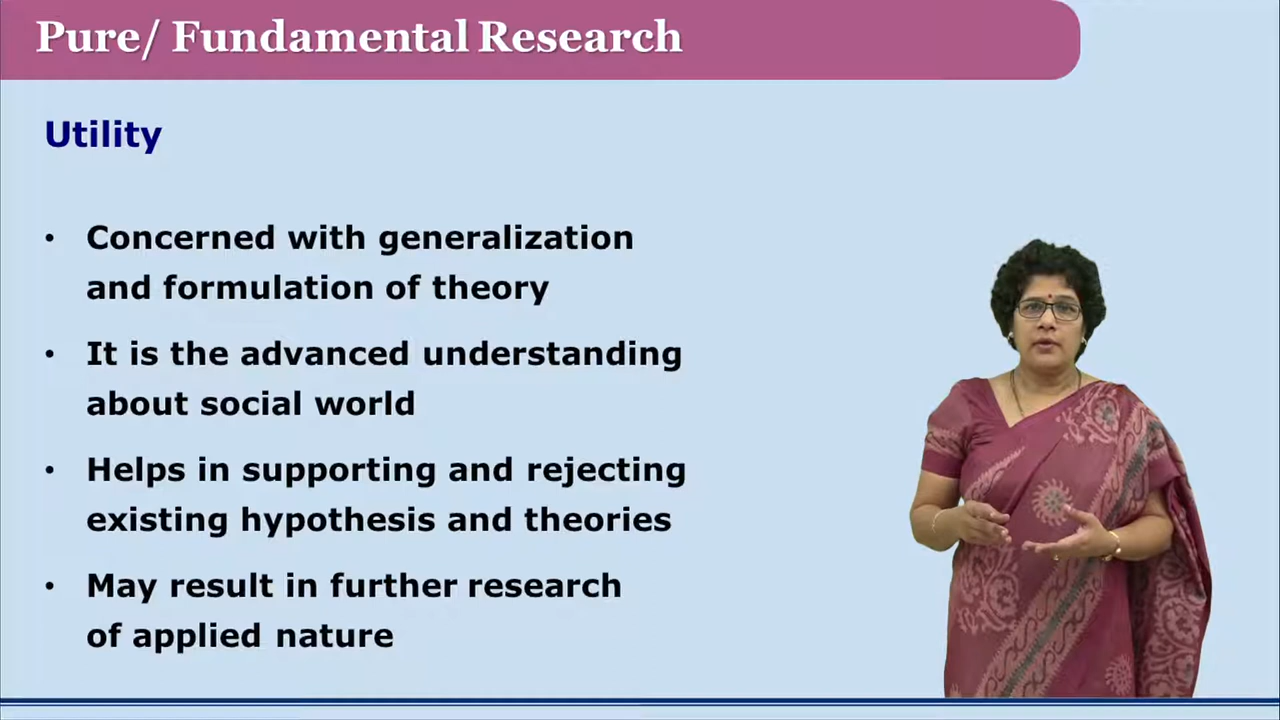 Pure/ Fundamental Research
Utility
• Concerned with generalization
and formulation of theory
• It is the advanced understanding
about social world
• Helps in supporting and rejecting
existing hypothesis and theories
• May result in further research
of applied nature